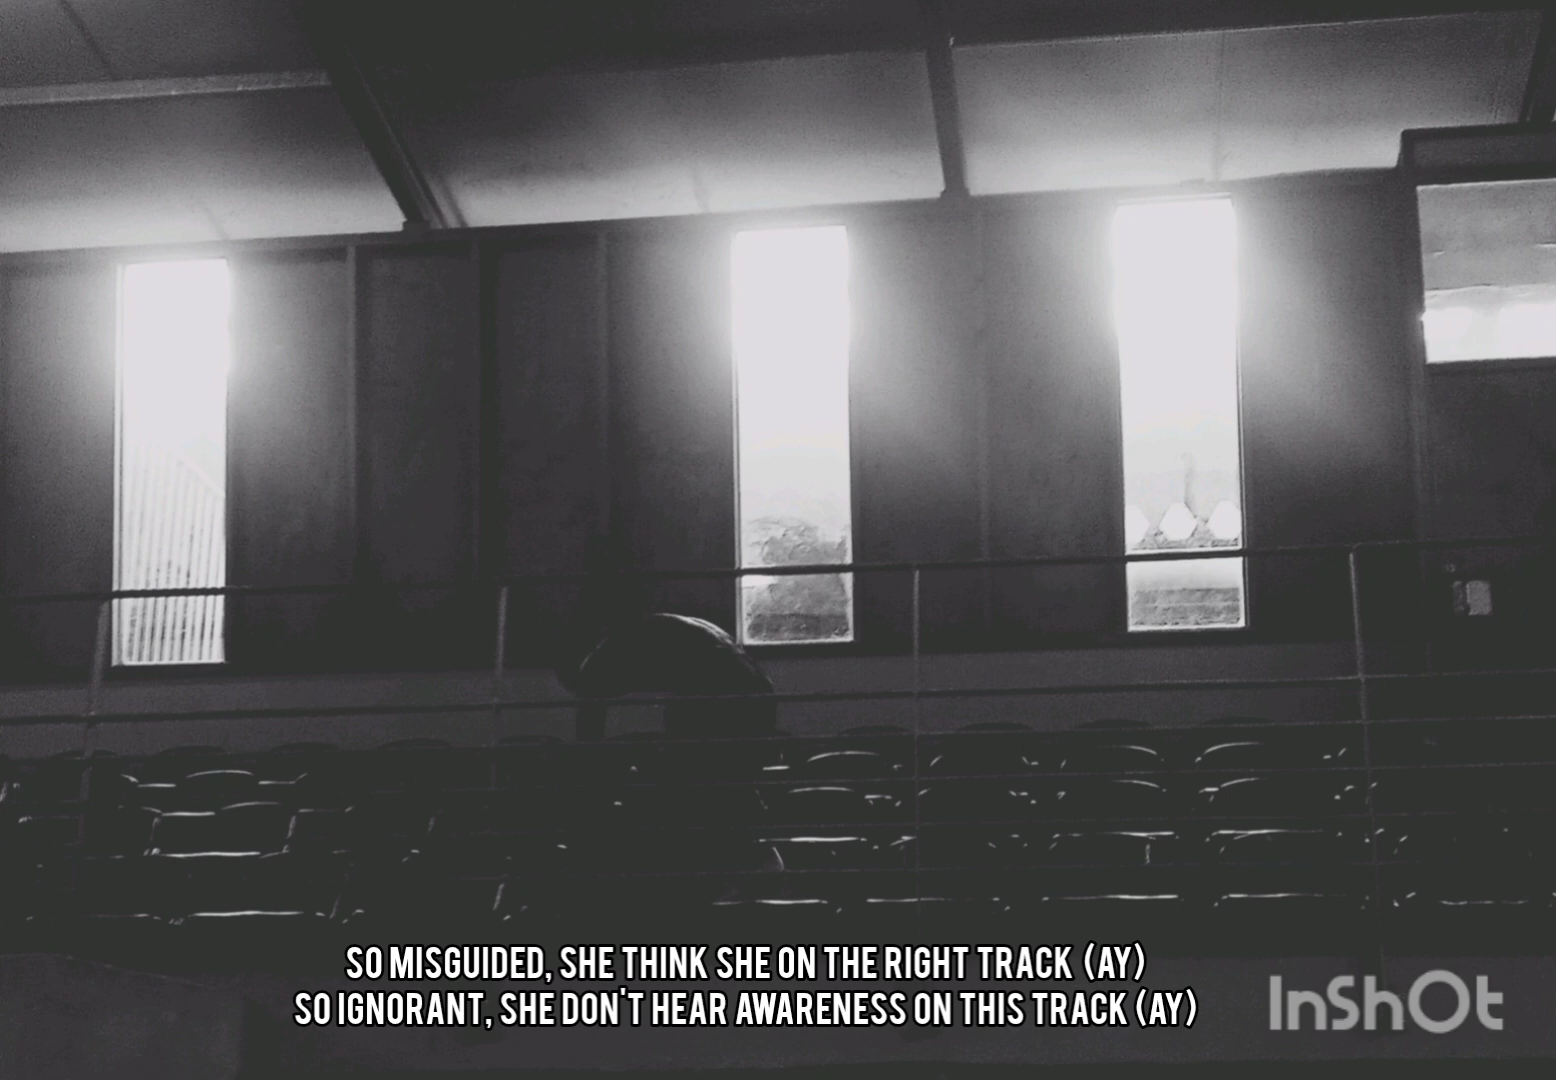 SO MISGUIDED, SHE THINK SHE ON THE RIGHT TRACK (AY)
SO IGNORANT, SHE DON'T HEAR AWARENESS ON THIS TRACK (AY)
InShOt